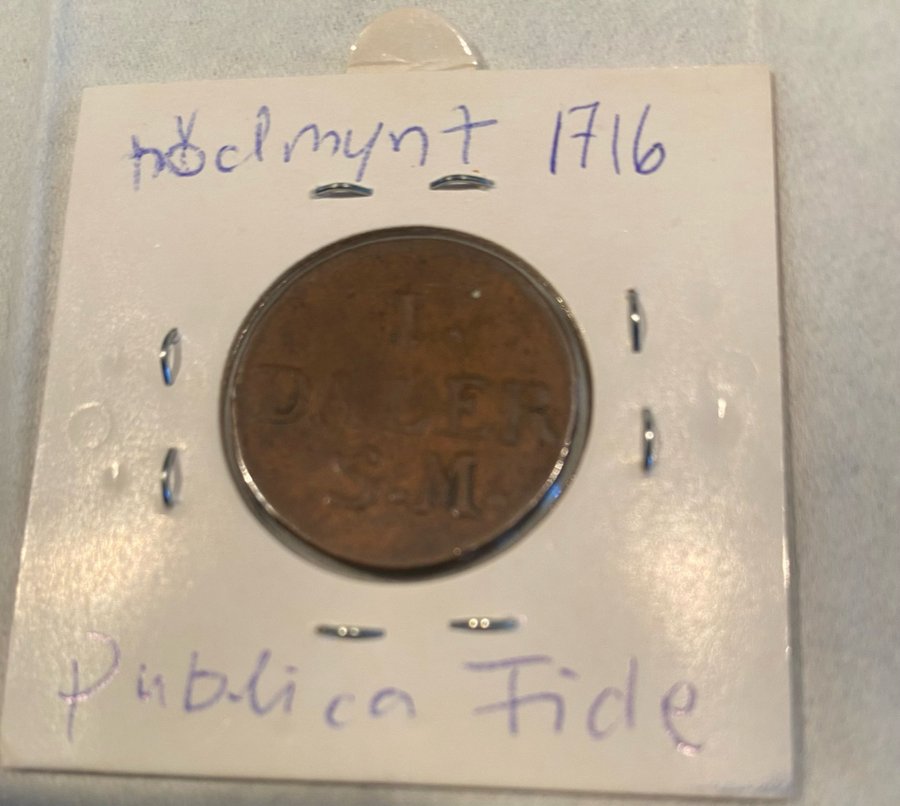 nödmynt 1716
1.
DALER
S.M.
Publica Fide